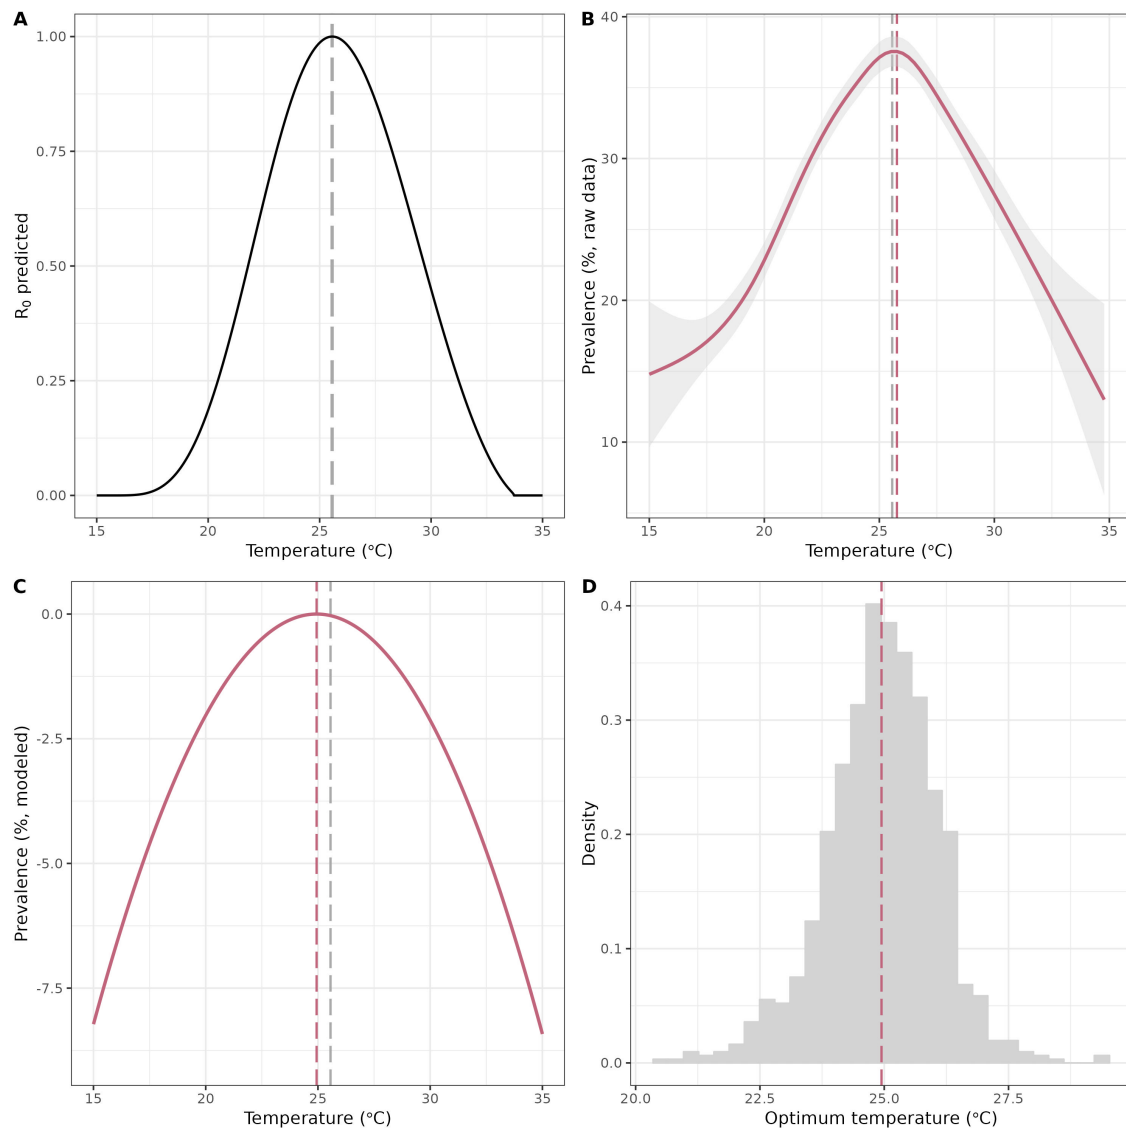 A
R₀ predicted
1.00
0.75
0.50
0.25
0.00
15 20 25 30 35
Temperature (°C)
B
Prevalence (%, raw data)
40
30
20
10
15 20 25 30 35
Temperature (°C)
C
Prevalence (%, modeled)
0.0
-2.5
-5.0
-7.5
15 20 25 30 35
Temperature (°C)
D
Density
0.4
0.3
0.2
0.1
0.0
20.0 22.5 25.0 27.5
Optimum temperature (°C)